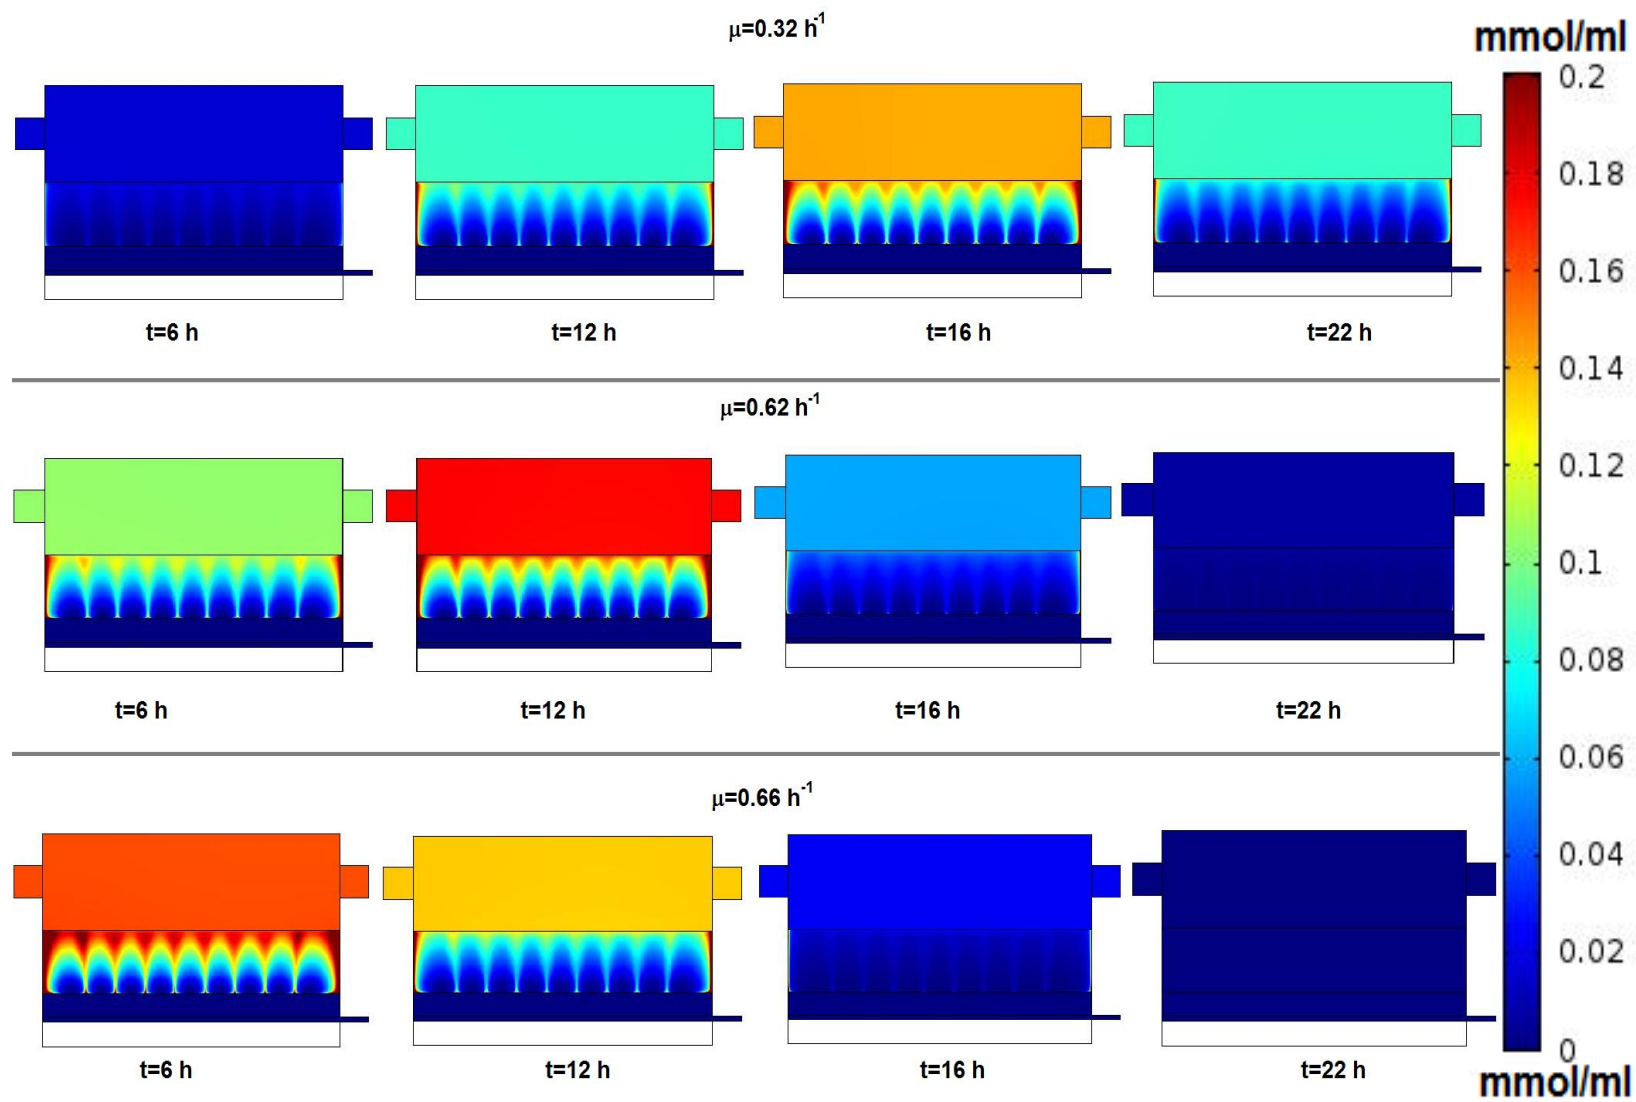 μ=0.32 h⁻¹
mmol/ml
0.2
0.18
0.16
0.14
0.12
0.1
0.08
0.06
0.04
0.02
0
mmol/ml
t=6 h t=12 h t=16 h t=22 h
μ=0.62 h⁻¹
t=6 h t=12 h t=16 h t=22 h
μ=0.66 h⁻¹
t=6 h t=12 h t=16 h t=22 h